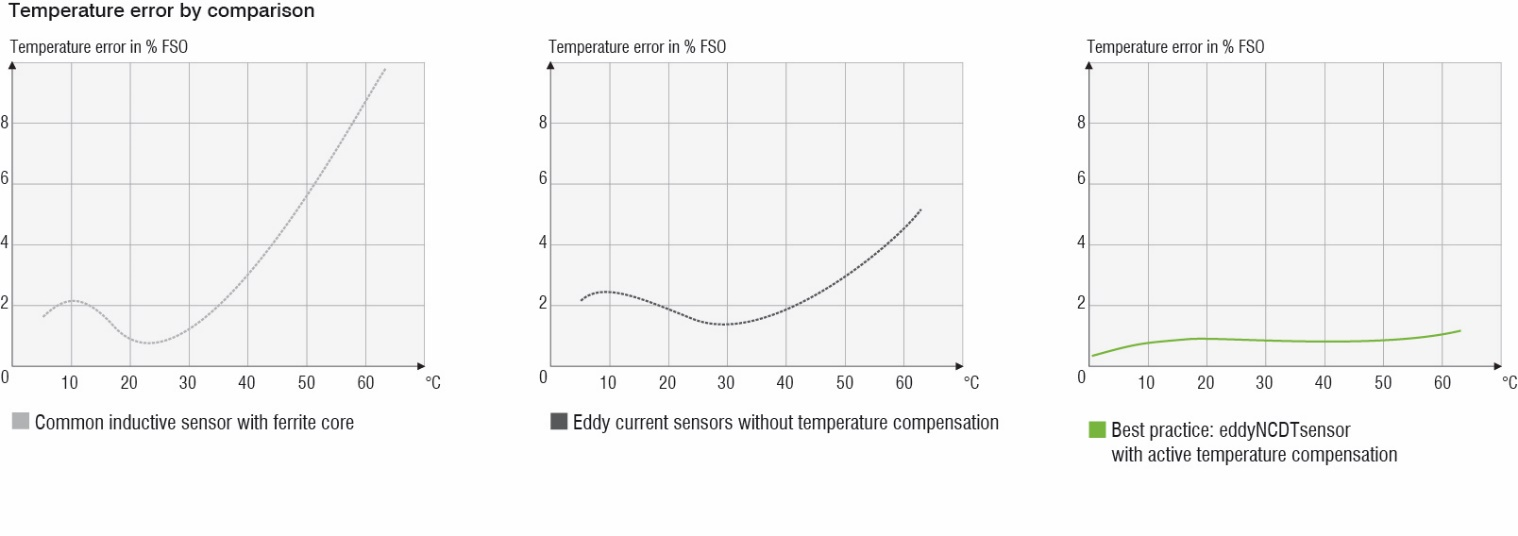 Temperature error by comparison
Temperature error in % FSO
8
6
4
2
0
10 20 30 40 50 60 °C
Common inductive sensor with ferrite core
Temperature error in % FSO
8
6
4
2
0
10 20 30 40 50 60 °C
Eddy current sensors without temperature compensation
Temperature error in % FSO
8
6
4
2
0
10 20 30 40 50 60 °C
Best practice: eddyNCDTsensor
with active temperature compensation